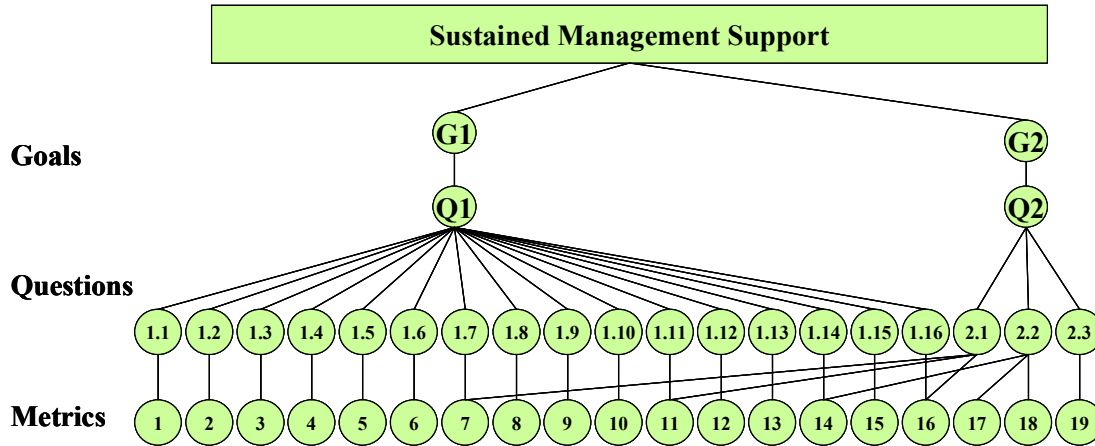 Sustained Management Support
G1 G2
Goals
Q1 Q2
Questions
1.1 1.2 1.3 1.4 1.5 1.6 1.7 1.8 1.9 1.10 1.11 1.12 1.13 1.14 1.15 1.16 2.1 2.2 2.3
Metrics 1 2 3 4 5 6 7 8 9 10 11 12 13 14 15 16 17 18 19